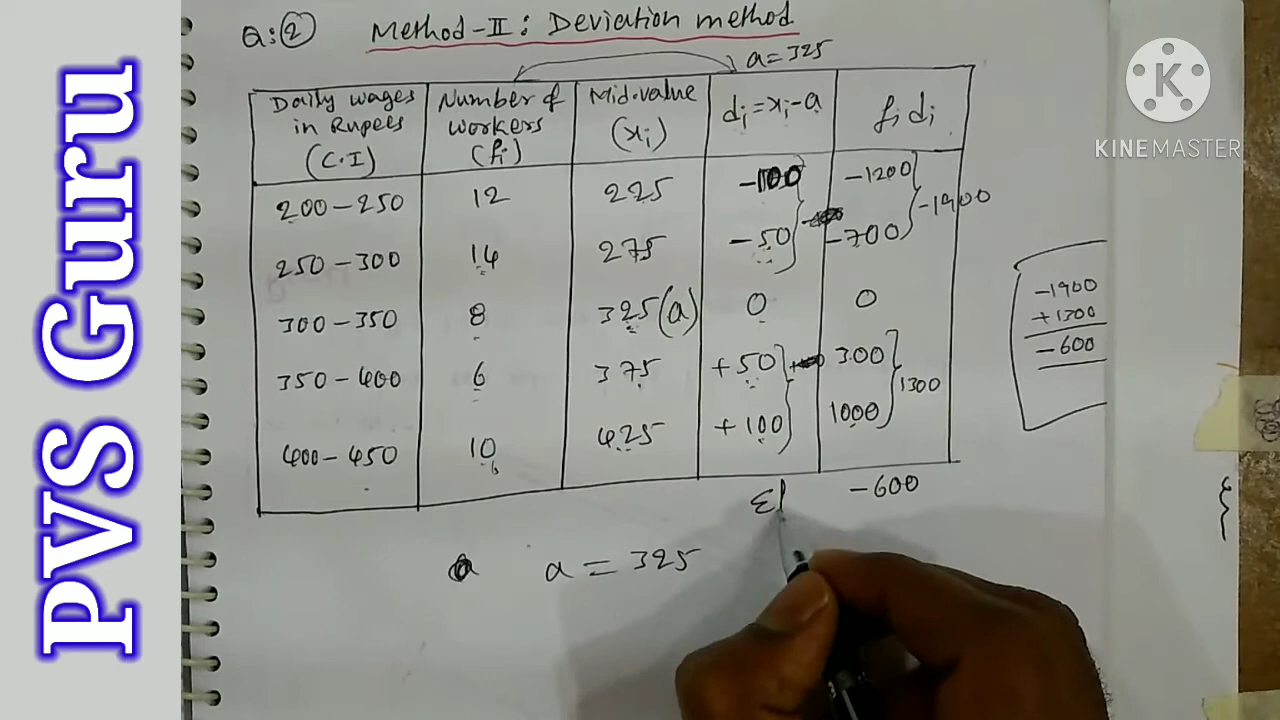 PVS Guru
K
KINEMASTER
Q: 2 Method-II: Deviation method
a = 325
Daily wages in Rupees (C.I) Number of workers (fi) Mid.value (xi) di = xi - a fi di
200 - 250 12 225 -100 -1200
250 - 300 14 275 -50 -700
-1900
300 - 350 8 325(a) 0 0
350 - 400 6 375 +50 300
400 - 450 10 425 +100 1000
1300
-1900
+1300
-600
Σ -600
a = 325